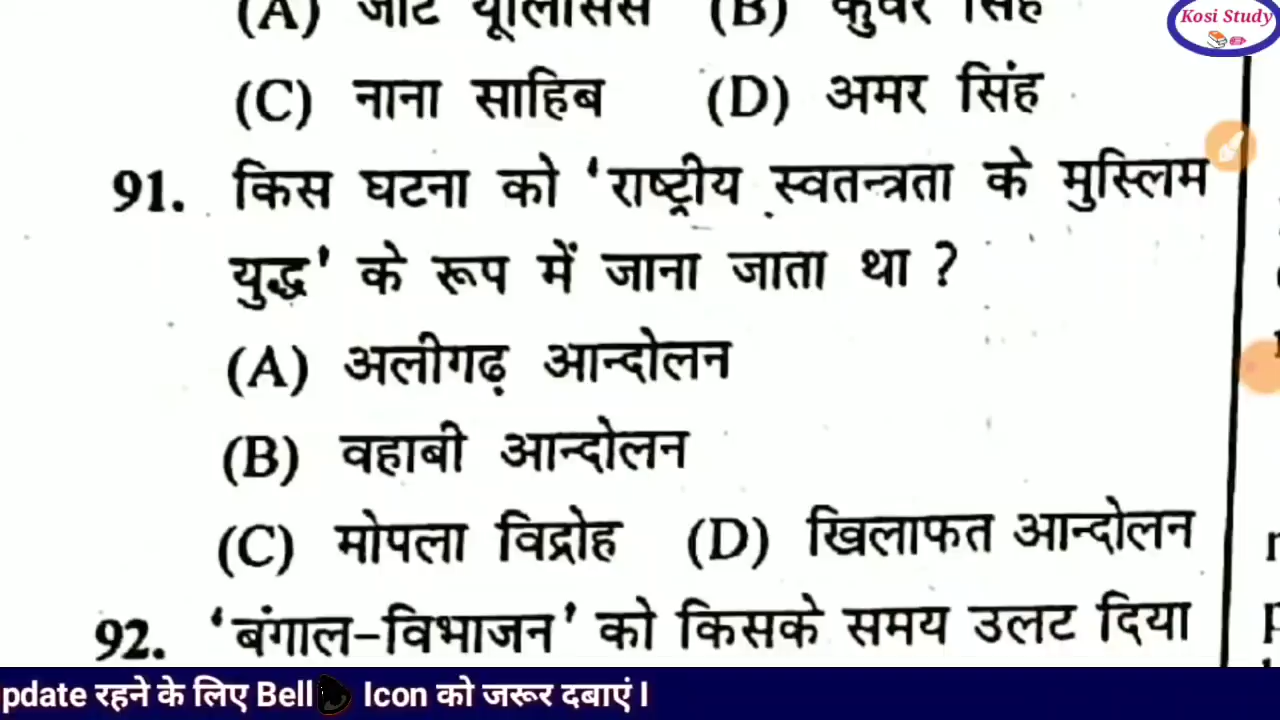 (A) जाट यूलिसिस (B) कुंवर सिंह
Kosi Study
(C) नाना साहिब (D) अमर सिंह
91. किस घटना को ‘राष्ट्रीय स्वतन्त्रता के मुस्लिम
युद्ध’ के रूप में जाना जाता था ?
(A) अलीगढ़ आन्दोलन
(B) वहाबी आन्दोलन
(C) मोपला विद्रोह (D) खिलाफत आन्दोलन
92. ‘बंगाल-विभाजन’ को किसके समय उलट दिया
pdate रहने के लिए Bell Icon को जरूर दबाएं l